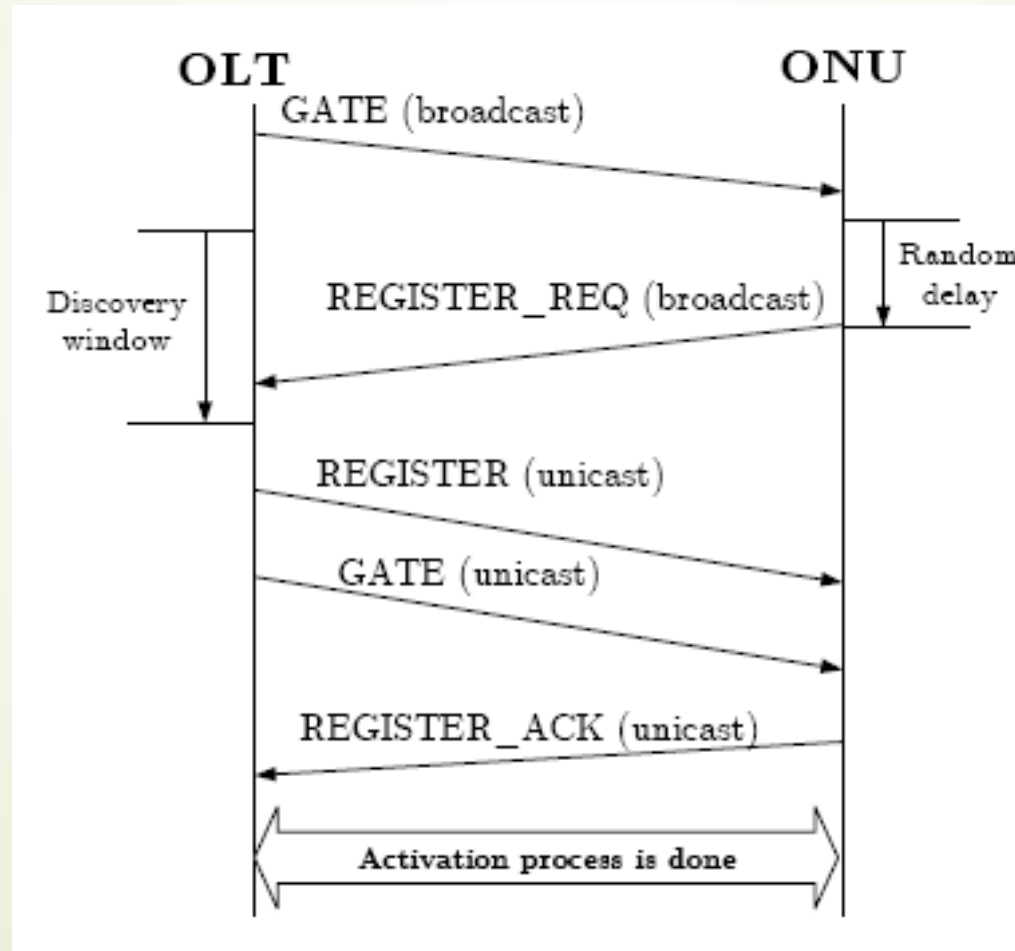 OLT
ONU
GATE (broadcast)
Random
delay
Discovery
window
REGISTER_REQ (broadcast)
REGISTER (unicast)
GATE (unicast)
REGISTER_ACK (unicast)
Activation process is done